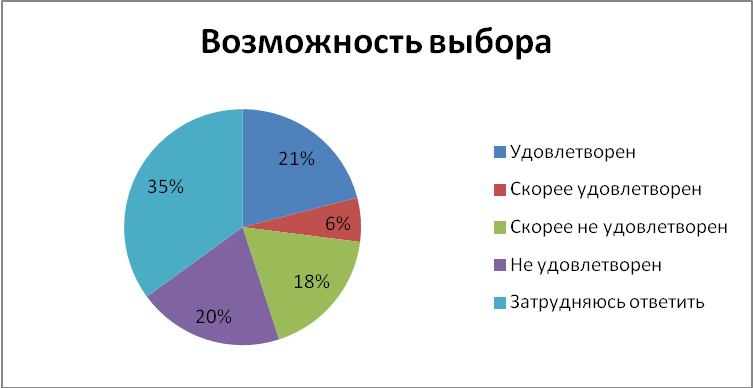 Возможность выбора
21%
6%
18%
20%
35%
Удовлетворен
Скорее удовлетворен
Скорее не удовлетворен
Не удовлетворен
Затрудняюсь ответить